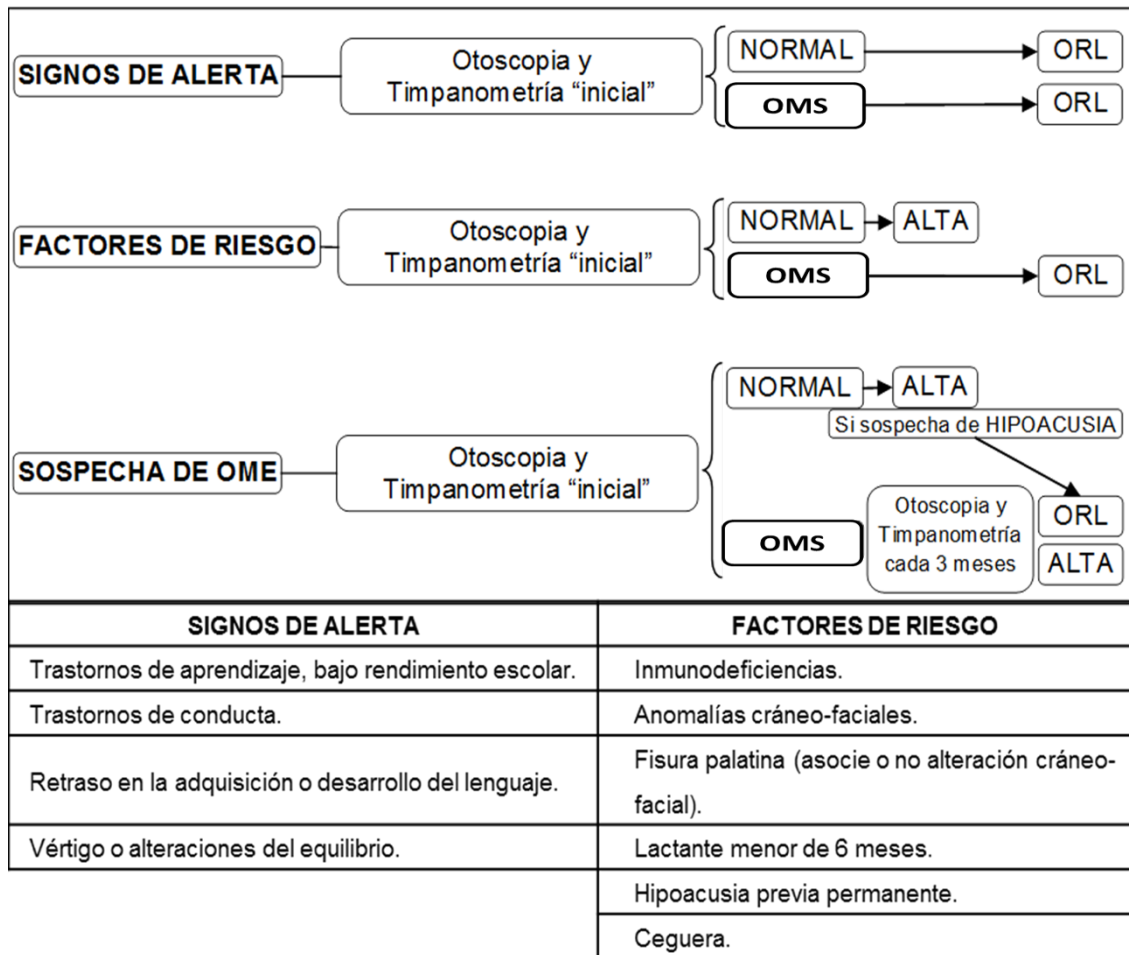 SIGNOS DE ALERTA
Otoscopia y
Timpanometría “inicial”
NORMAL
ORL
OMS
ORL
FACTORES DE RIESGO
Otoscopia y
Timpanometría “inicial”
NORMAL
ALTA
OMS
ORL
SOSPECHA DE OME
Otoscopia y
Timpanometría “inicial”
NORMAL
ALTA
Si sospecha de HIPOACUSIA
OMS
Otoscopia y
Timpanometría
cada 3 meses
ORL
ALTA
SIGNOS DE ALERTA
FACTORES DE RIESGO
Trastornos de aprendizaje, bajo rendimiento escolar.
Inmunodeficiencias.
Trastornos de conducta.
Anomalías cráneo-faciales.
Retraso en la adquisición o desarrollo del lenguaje.
Fisura palatina (asocie o no alteración cráneo-
facial).
Vértigo o alteraciones del equilibrio.
Lactante menor de 6 meses.
Hipoacusia previa permanente.
Ceguera.